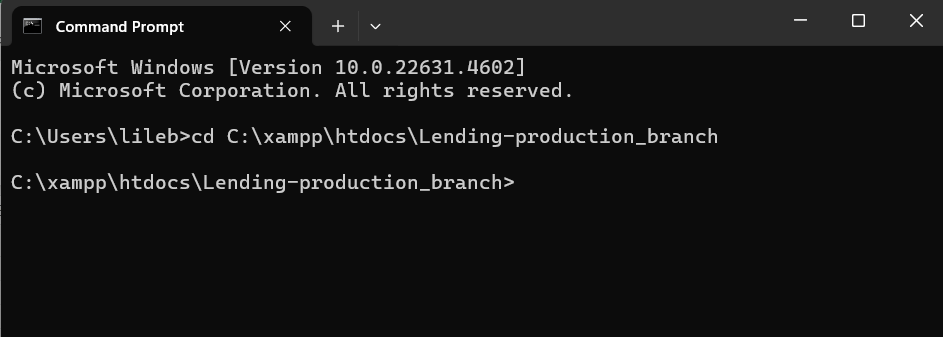 Command Prompt
Microsoft Windows [Version 10.0.22631.4602]
(c) Microsoft Corporation. All rights reserved.
C:\Users\lileb>cd C:\xampp\htdocs\Lending-production_branch
C:\xampp\htdocs\Lending-production_branch>